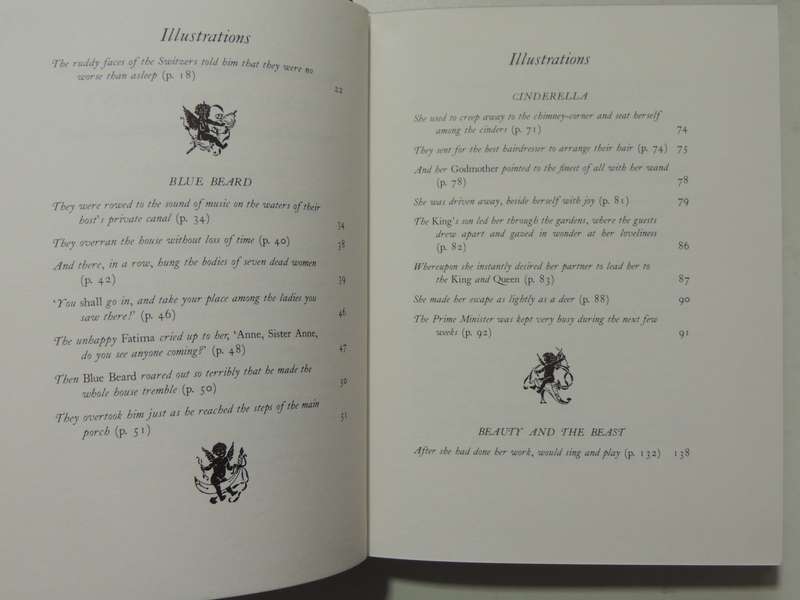 Illustrations
The ruddy faces of the Switzers told him that they were no
worse than asleep (p. 18)
22
BLUE BEARD
They were rowed to the sound of music on the waters of their
host's private canal (p. 34)
34
They overran the house without loss of time (p. 40)
38
And there, in a row, hung the bodies of seven dead women
(p. 42)
39
'You shall go in, and take your place among the ladies you
saw there!' (p. 46)
46
The unhappy Fatima cried up to her, 'Anne, Sister Anne,
do you see anyone coming?' (p. 48)
47
Then Blue Beard roared out so terribly that he made the
whole house tremble (p. 50)
50
They overtook him just as he reached the steps of the main
porch (p. 51)
51
Illustrations
CINDERELLA
She used to creep away to the chimney-corner and seat herself
among the cinders (p. 71) 74
They sent for the best hairdresser to arrange their hair (p. 74) 75
And her Godmother pointed to the finest of all with her wand
(p. 78) 78
She was driven away, beside herself with joy (p. 81) 79
The King's son led her through the gardens, where the guests
drew apart and gazed in wonder at her loveliness
(p. 82) 86
Whereupon she instantly desired her partner to lead her to
the King and Queen (p. 83) 87
She made her escape as lightly as a deer (p. 88) 90
The Prime Minister was kept very busy during the next few
weeks (p. 92) 91
BEAUTY AND THE BEAST
After she had done her work, would sing and play (p. 132) 138